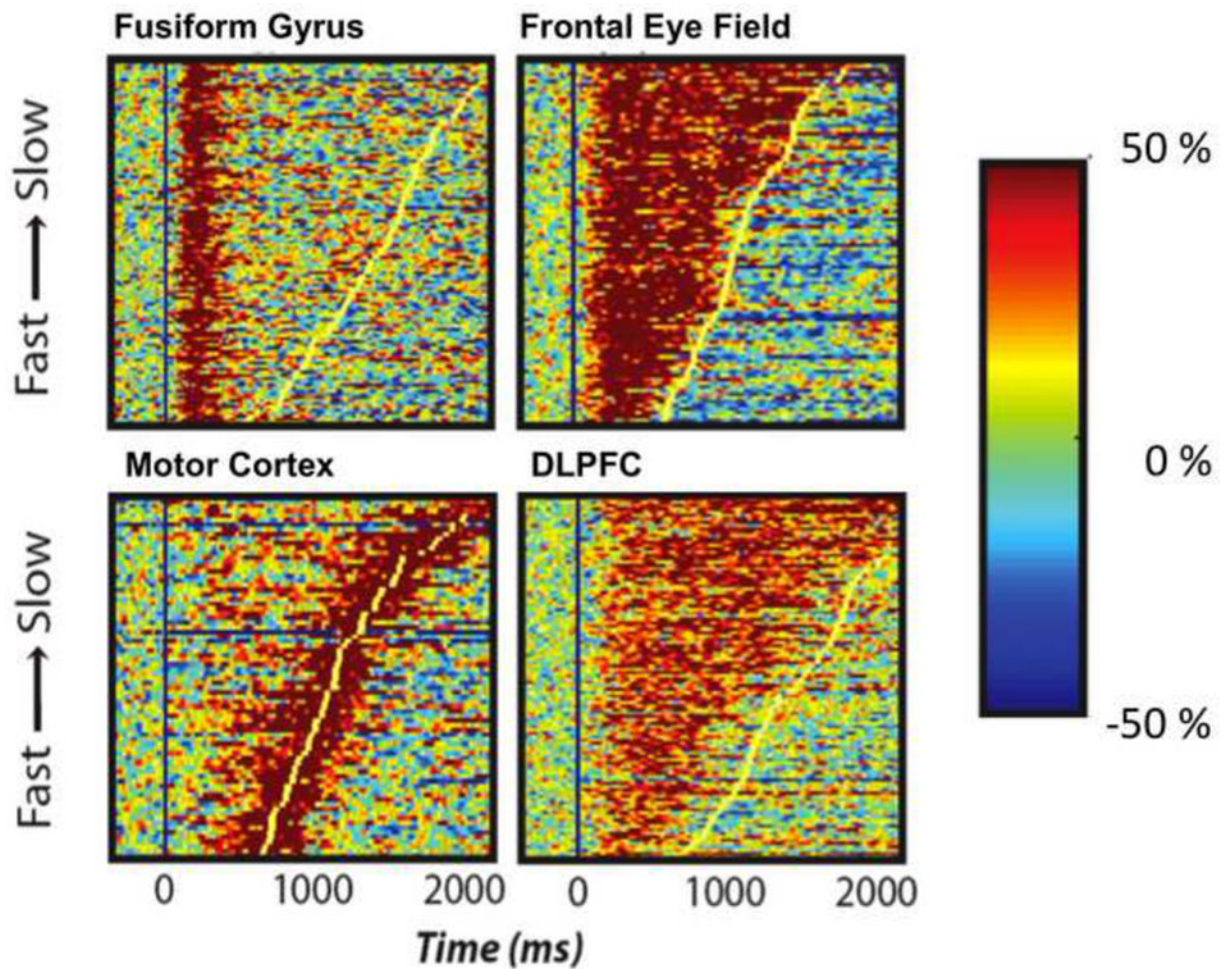 Fusiform Gyrus
Frontal Eye Field
Fast → Slow
50 %
0 %
-50 %
Motor Cortex
DLPFC
Fast → Slow
0 1000 2000
0 1000 2000
Time (ms)